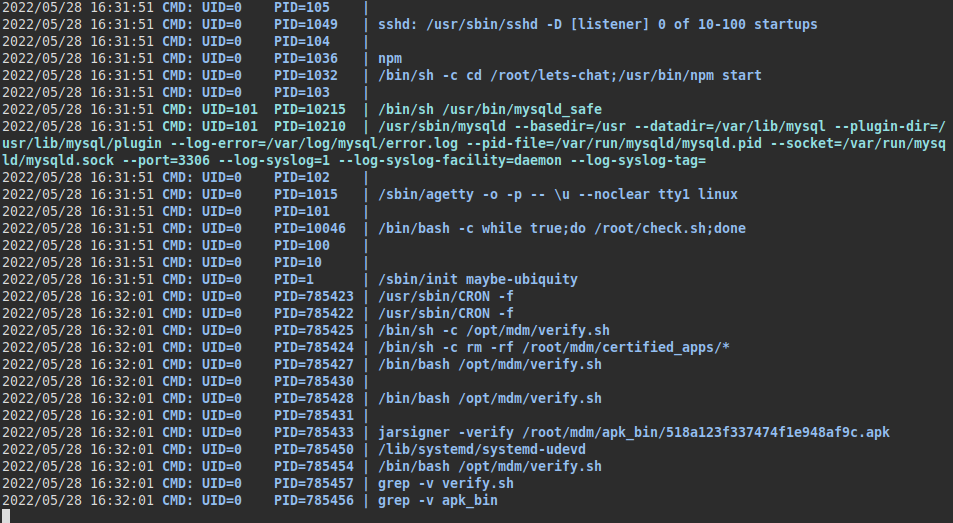 2022/05/28 16:31:51 CMD: UID=0    PID=105    |
2022/05/28 16:31:51 CMD: UID=0    PID=1049   | sshd: /usr/sbin/sshd -D [listener] 0 of 10-100 startups
2022/05/28 16:31:51 CMD: UID=0    PID=104    |
2022/05/28 16:31:51 CMD: UID=0    PID=1036   | npm
2022/05/28 16:31:51 CMD: UID=0    PID=1032   | /bin/sh -c cd /root/lets-chat;/usr/bin/npm start
2022/05/28 16:31:51 CMD: UID=0    PID=103    |
2022/05/28 16:31:51 CMD: UID=101  PID=10215  | /bin/sh /usr/bin/mysqld_safe
2022/05/28 16:31:51 CMD: UID=101  PID=10210  | /usr/sbin/mysqld --basedir=/usr --datadir=/var/lib/mysql --plugin-dir=/
usr/lib/mysql/plugin --log-error=/var/log/mysql/error.log --pid-file=/var/run/mysqld/mysqld.pid --socket=/var/run/mysq
ld/mysqld.sock --port=3306 --log-syslog=1 --log-syslog-facility=daemon --log-syslog-tag=
2022/05/28 16:31:51 CMD: UID=0    PID=102    |
2022/05/28 16:31:51 CMD: UID=0    PID=1015   | /sbin/agetty -o -p -- \u --noclear tty1 linux
2022/05/28 16:31:51 CMD: UID=0    PID=101    |
2022/05/28 16:31:51 CMD: UID=0    PID=10046  | /bin/bash -c while true;do /root/check.sh;done
2022/05/28 16:31:51 CMD: UID=0    PID=100    |
2022/05/28 16:31:51 CMD: UID=0    PID=10     |
2022/05/28 16:31:51 CMD: UID=0    PID=1      | /sbin/init maybe-ubiquity
2022/05/28 16:32:01 CMD: UID=0    PID=785423 | /usr/sbin/CRON -f
2022/05/28 16:32:01 CMD: UID=0    PID=785422 | /usr/sbin/CRON -f
2022/05/28 16:32:01 CMD: UID=0    PID=785425 | /bin/sh -c /opt/mdm/verify.sh
2022/05/28 16:32:01 CMD: UID=0    PID=785424 | /bin/sh -c rm -rf /root/mdm/certified_apps/*
2022/05/28 16:32:01 CMD: UID=0    PID=785427 | /bin/bash /opt/mdm/verify.sh
2022/05/28 16:32:01 CMD: UID=0    PID=785430 |
2022/05/28 16:32:01 CMD: UID=0    PID=785428 | /bin/bash /opt/mdm/verify.sh
2022/05/28 16:32:01 CMD: UID=0    PID=785431 |
2022/05/28 16:32:01 CMD: UID=0    PID=785433 | jarsigner -verify /root/mdm/apk_bin/518a123f337474f1e948af9c.apk
2022/05/28 16:32:01 CMD: UID=0    PID=785450 | /lib/systemd/systemd-udevd
2022/05/28 16:32:01 CMD: UID=0    PID=785454 | /bin/bash /opt/mdm/verify.sh
2022/05/28 16:32:01 CMD: UID=0    PID=785457 | grep -v verify.sh
2022/05/28 16:32:01 CMD: UID=0    PID=785456 | grep -v apk_bin